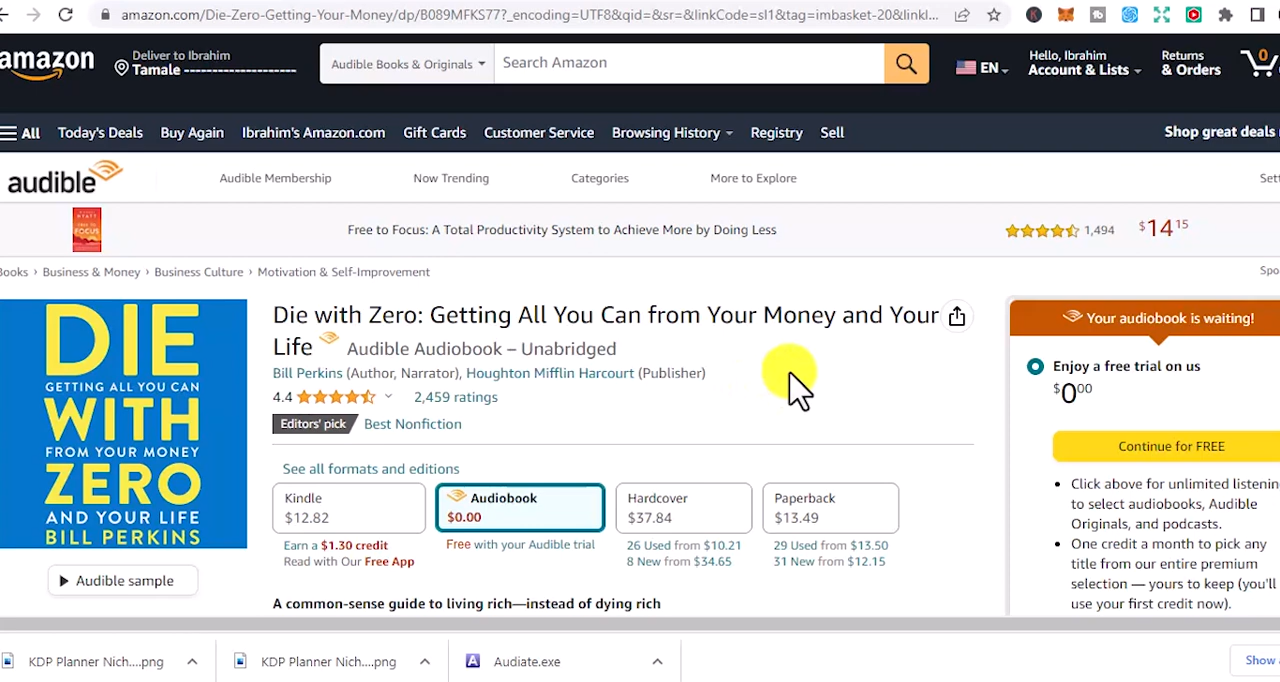 amazon.com/Die-Zero-Getting-Your-Money/dp/B089MFKS77?_encoding=UTF8&qid=&sr=&linkCode=sl1&tag=imbasket-20&linkl...
amazon
Deliver to Ibrahim
Tamale --------------------
Audible Books & Originals
Search Amazon
EN
Hello, Ibrahim
Account & Lists
Returns
& Orders
0
All
Today's Deals
Buy Again
Ibrahim's Amazon.com
Gift Cards
Customer Service
Browsing History
Registry
Sell
Shop great deals
audible
Audible Membership
Now Trending
Categories
More to Explore
FREE TO
FOCUS
Free to Focus: A Total Productivity System to Achieve More by Doing Less
1,494
$14 15
ooks › Business & Money › Business Culture › Motivation & Self-Improvement
DIE
GETTING ALL YOU CAN
WITH
FROM YOUR MONEY
ZERO
AND YOUR LIFE
BILL PERKINS
Audible sample
Die with Zero: Getting All You Can from Your Money and Your
Life Audible Audiobook – Unabridged
Bill Perkins (Author, Narrator), Houghton Mifflin Harcourt (Publisher)
4.4 2,459 ratings
Editors' pick Best Nonfiction
See all formats and editions
Kindle
$12.82
Earn a $1.30 credit
Read with Our Free App
Audiobook
$0.00
Free with your Audible trial
Hardcover
$37.84
26 Used from $10.21
8 New from $34.65
Paperback
$13.49
29 Used from $13.50
31 New from $12.15
A common-sense guide to living rich—instead of dying rich
Your audiobook is waiting!
Enjoy a free trial on us
$0 00
Continue for FREE
• Click above for unlimited listenin
to select audiobooks, Audible
Originals, and podcasts.
• One credit a month to pick any
title from our entire premium
selection — yours to keep (you'll
use your first credit now).
KDP Planner Nich....png
KDP Planner Nich....png
Audiate.exe
Show